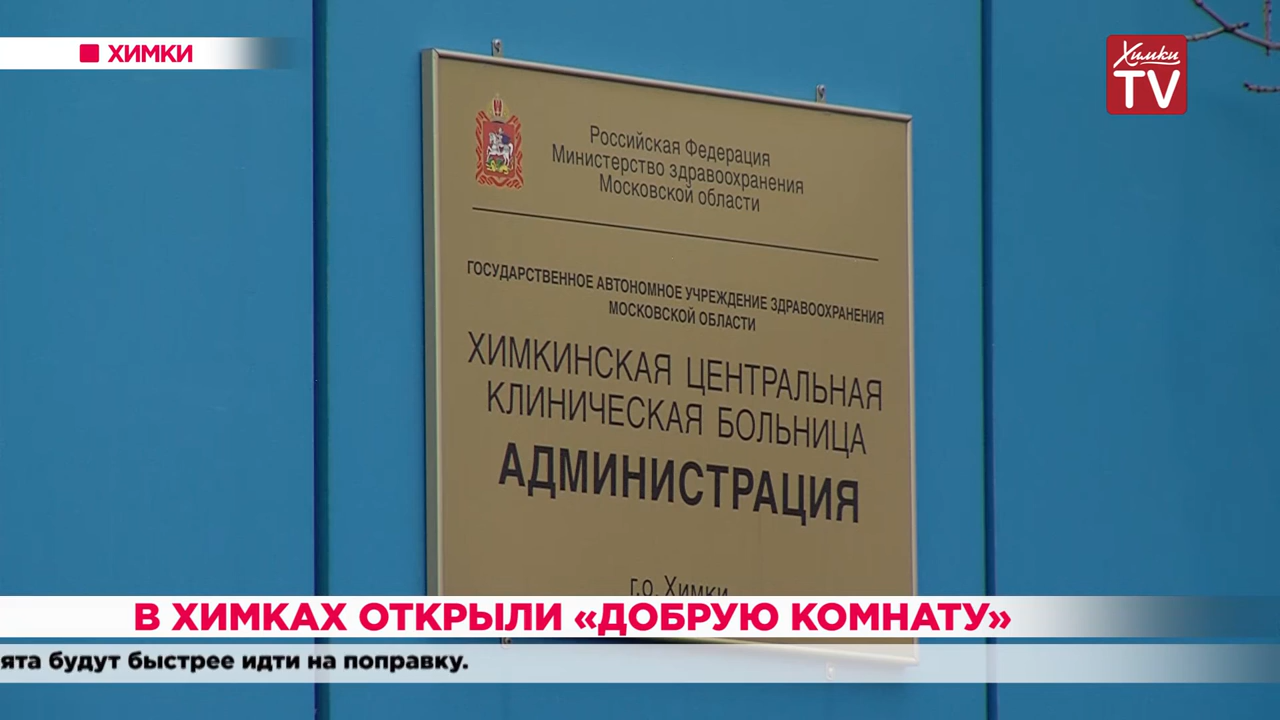 ХИМКИ
Химки
TV
Российская Федерация
Министерство здравоохранения
Московской области
ГОСУДАРСТВЕННОЕ АВТОНОМНОЕ УЧРЕЖДЕНИЕ ЗДРАВООХРАНЕНИЯ
МОСКОВСКОЙ ОБЛАСТИ
ХИМКИНСКАЯ ЦЕНТРАЛЬНАЯ
КЛИНИЧЕСКАЯ БОЛЬНИЦА
АДМИНИСТРАЦИЯ
г.о. Химки
В ХИМКАХ ОТКРЫЛИ «ДОБРУЮ КОМНАТУ»
ята будут быстрее идти на поправку.